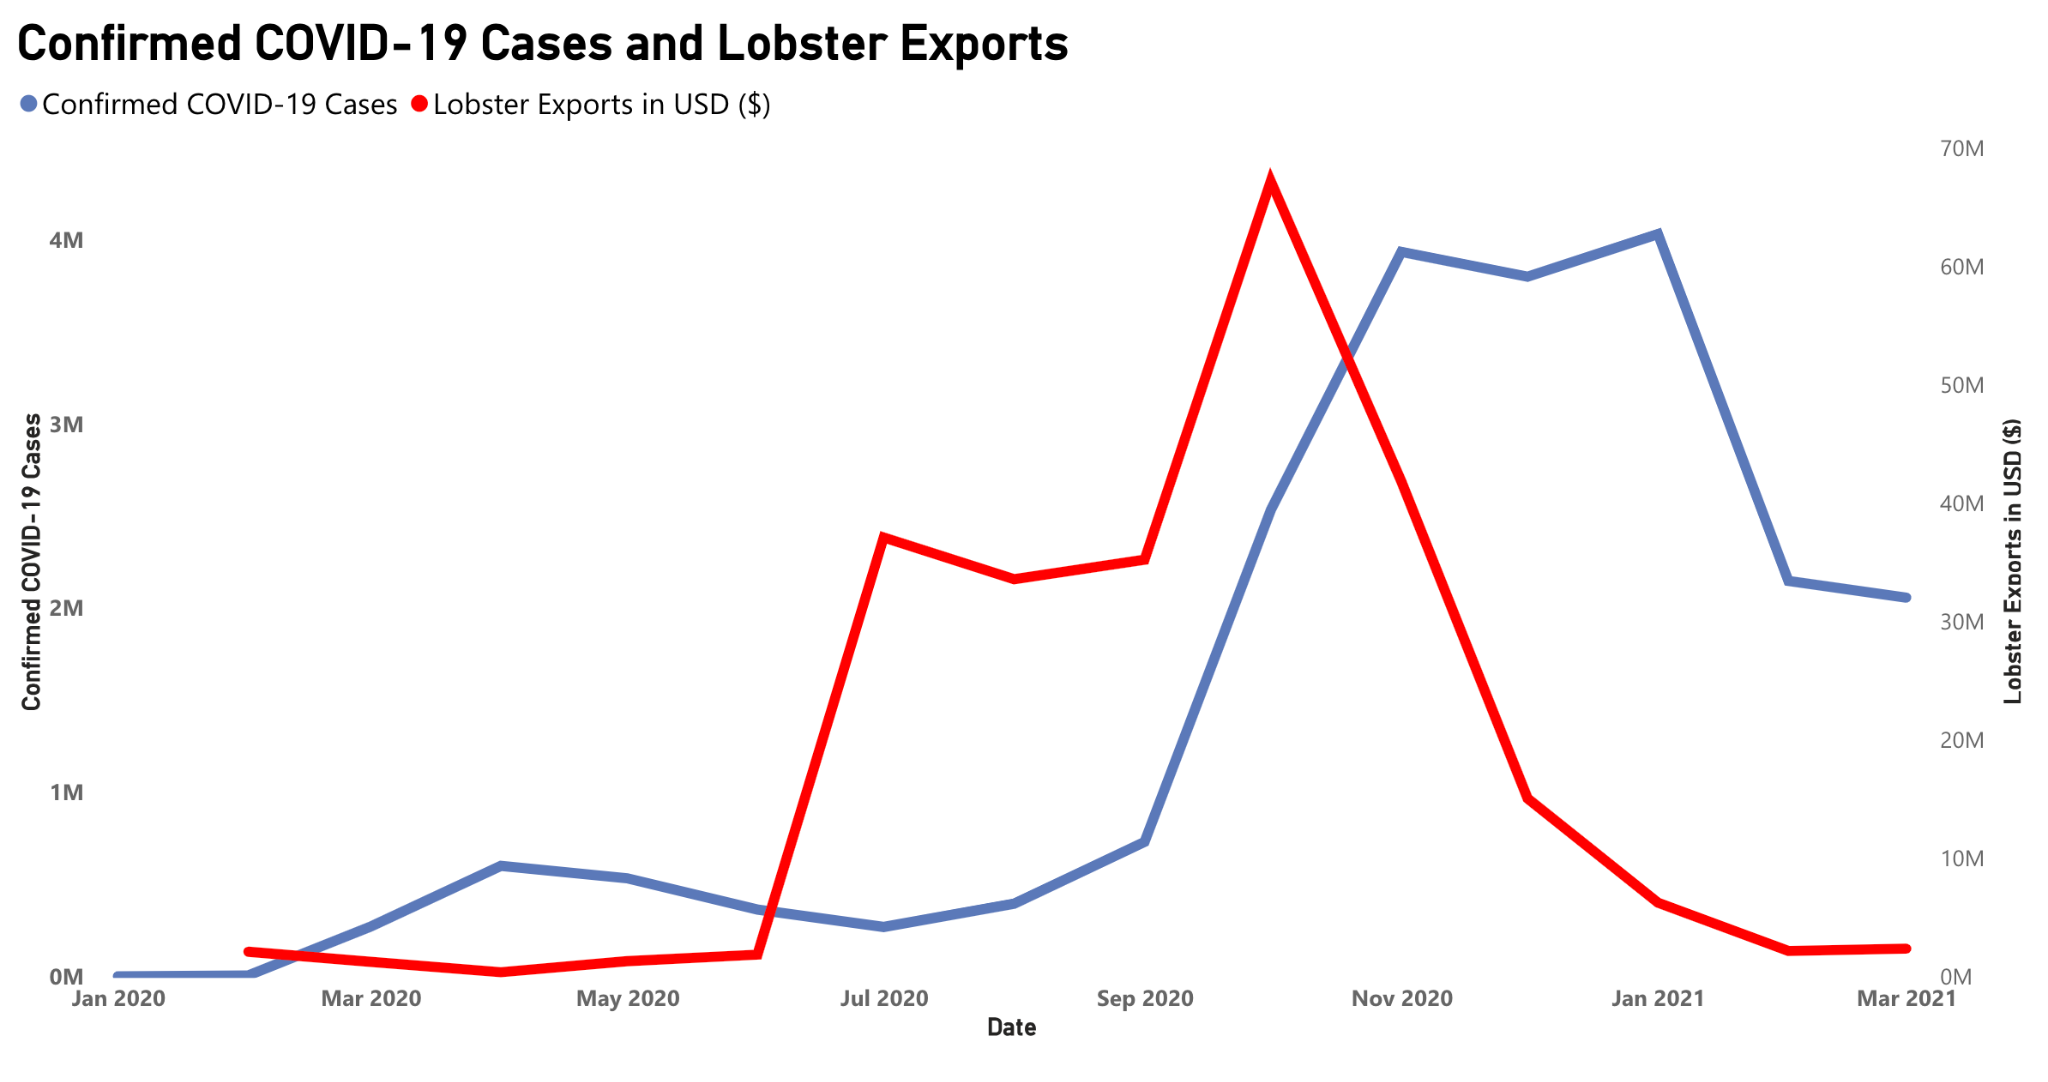 Confirmed COVID-19 Cases and Lobster Exports
Confirmed COVID-19 Cases Lobster Exports in USD ($)
70M
4M
60M
50M
3M
40M
2M
30M
20M
1M
10M
0M
0M
Confirmed COVID-19 Cases
Lobster Exports in USD ($)
Jan 2020 Mar 2020 May 2020 Jul 2020 Sep 2020 Nov 2020 Jan 2021 Mar 2021
Date